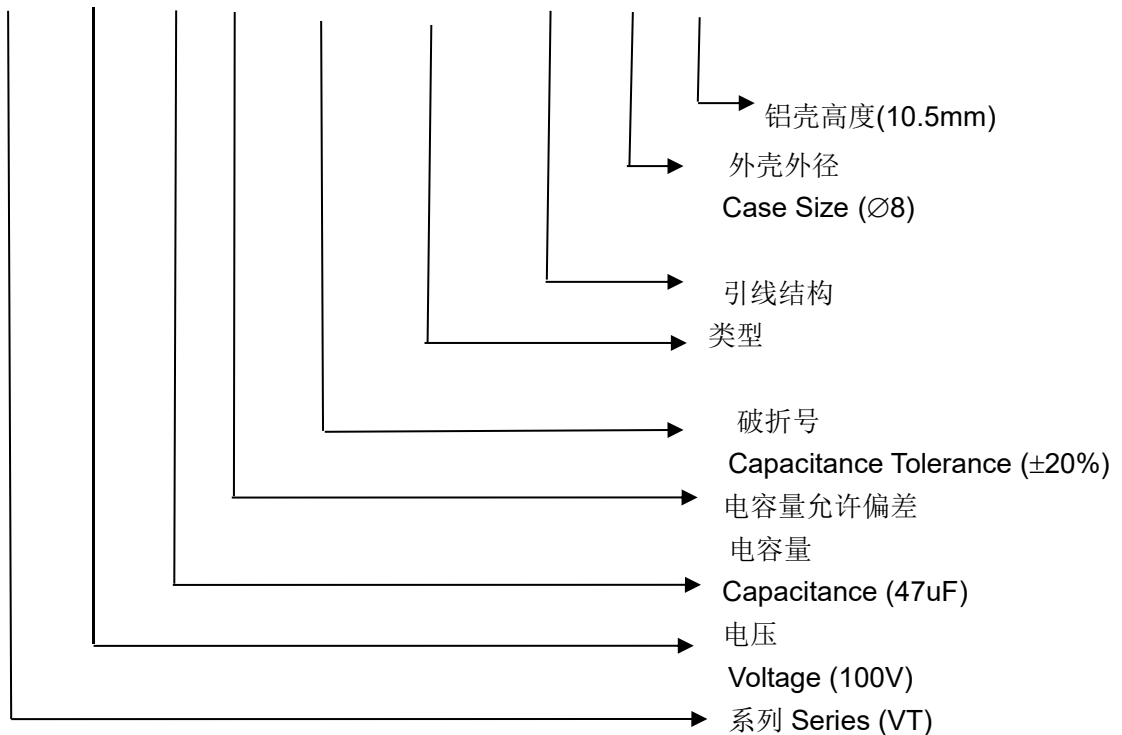 铝壳高度(10.5mm)
外壳外径
Case Size (∅8)
引线结构
类型
破折号
Capacitance Tolerance (±20%)
电容量允许偏差
电容量
Capacitance (47uF)
电压
Voltage (100V)
系列 Series (VT)